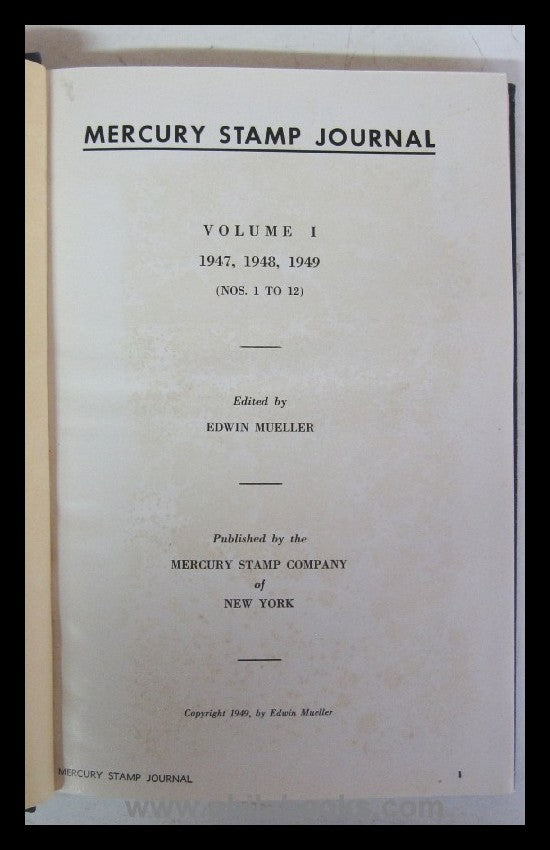 MERCURY STAMP JOURNAL
VOLUME I
1947, 1948, 1949
(NOS. 1 TO 12)
Edited by
EDWIN MUELLER
Published by the
MERCURY STAMP COMPANY
of
NEW YORK
Copyright 1949, by Edwin Mueller
MERCURY STAMP JOURNAL 1